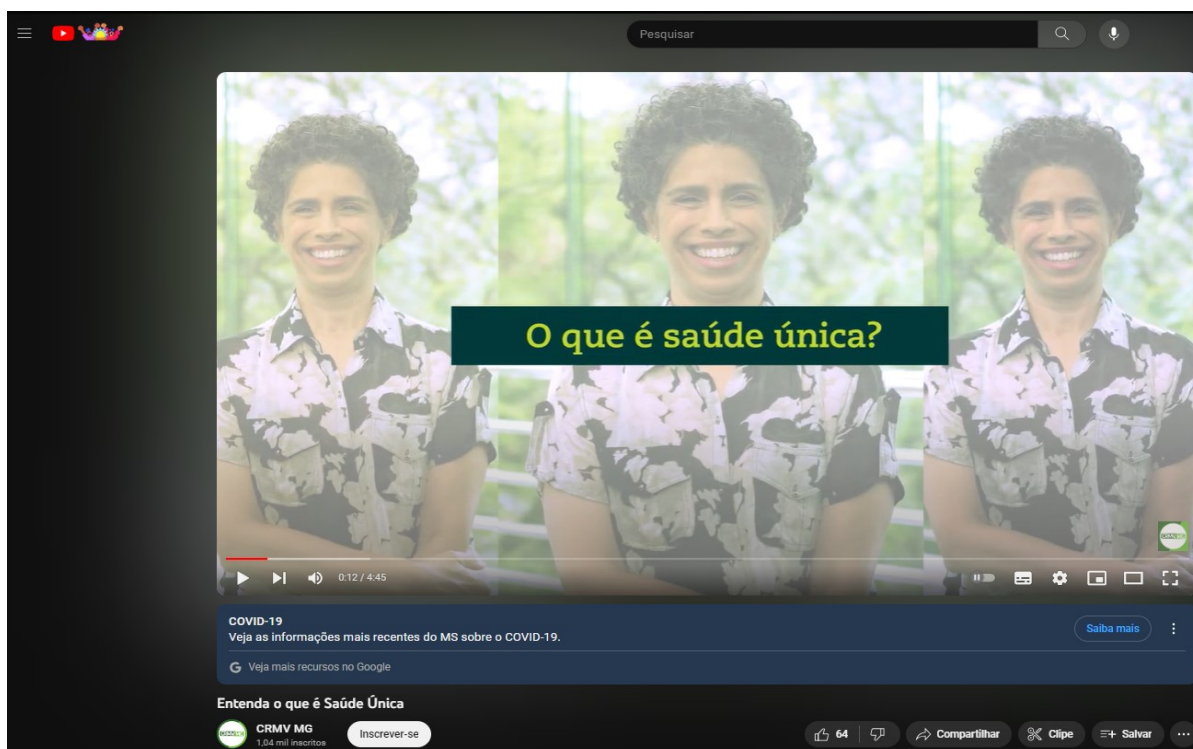 Pesquisar
O que é saúde única?
0:12 / 4:45
COVID-19
Veja as informações mais recentes do MS sobre o COVID-19.
Saiba mais
G Veja mais recursos no Google
Entenda o que é Saúde Única
CRMV MG
1,04 mil inscritos
Inscrever-se
64
Compartilhar
Clipe
Salvar